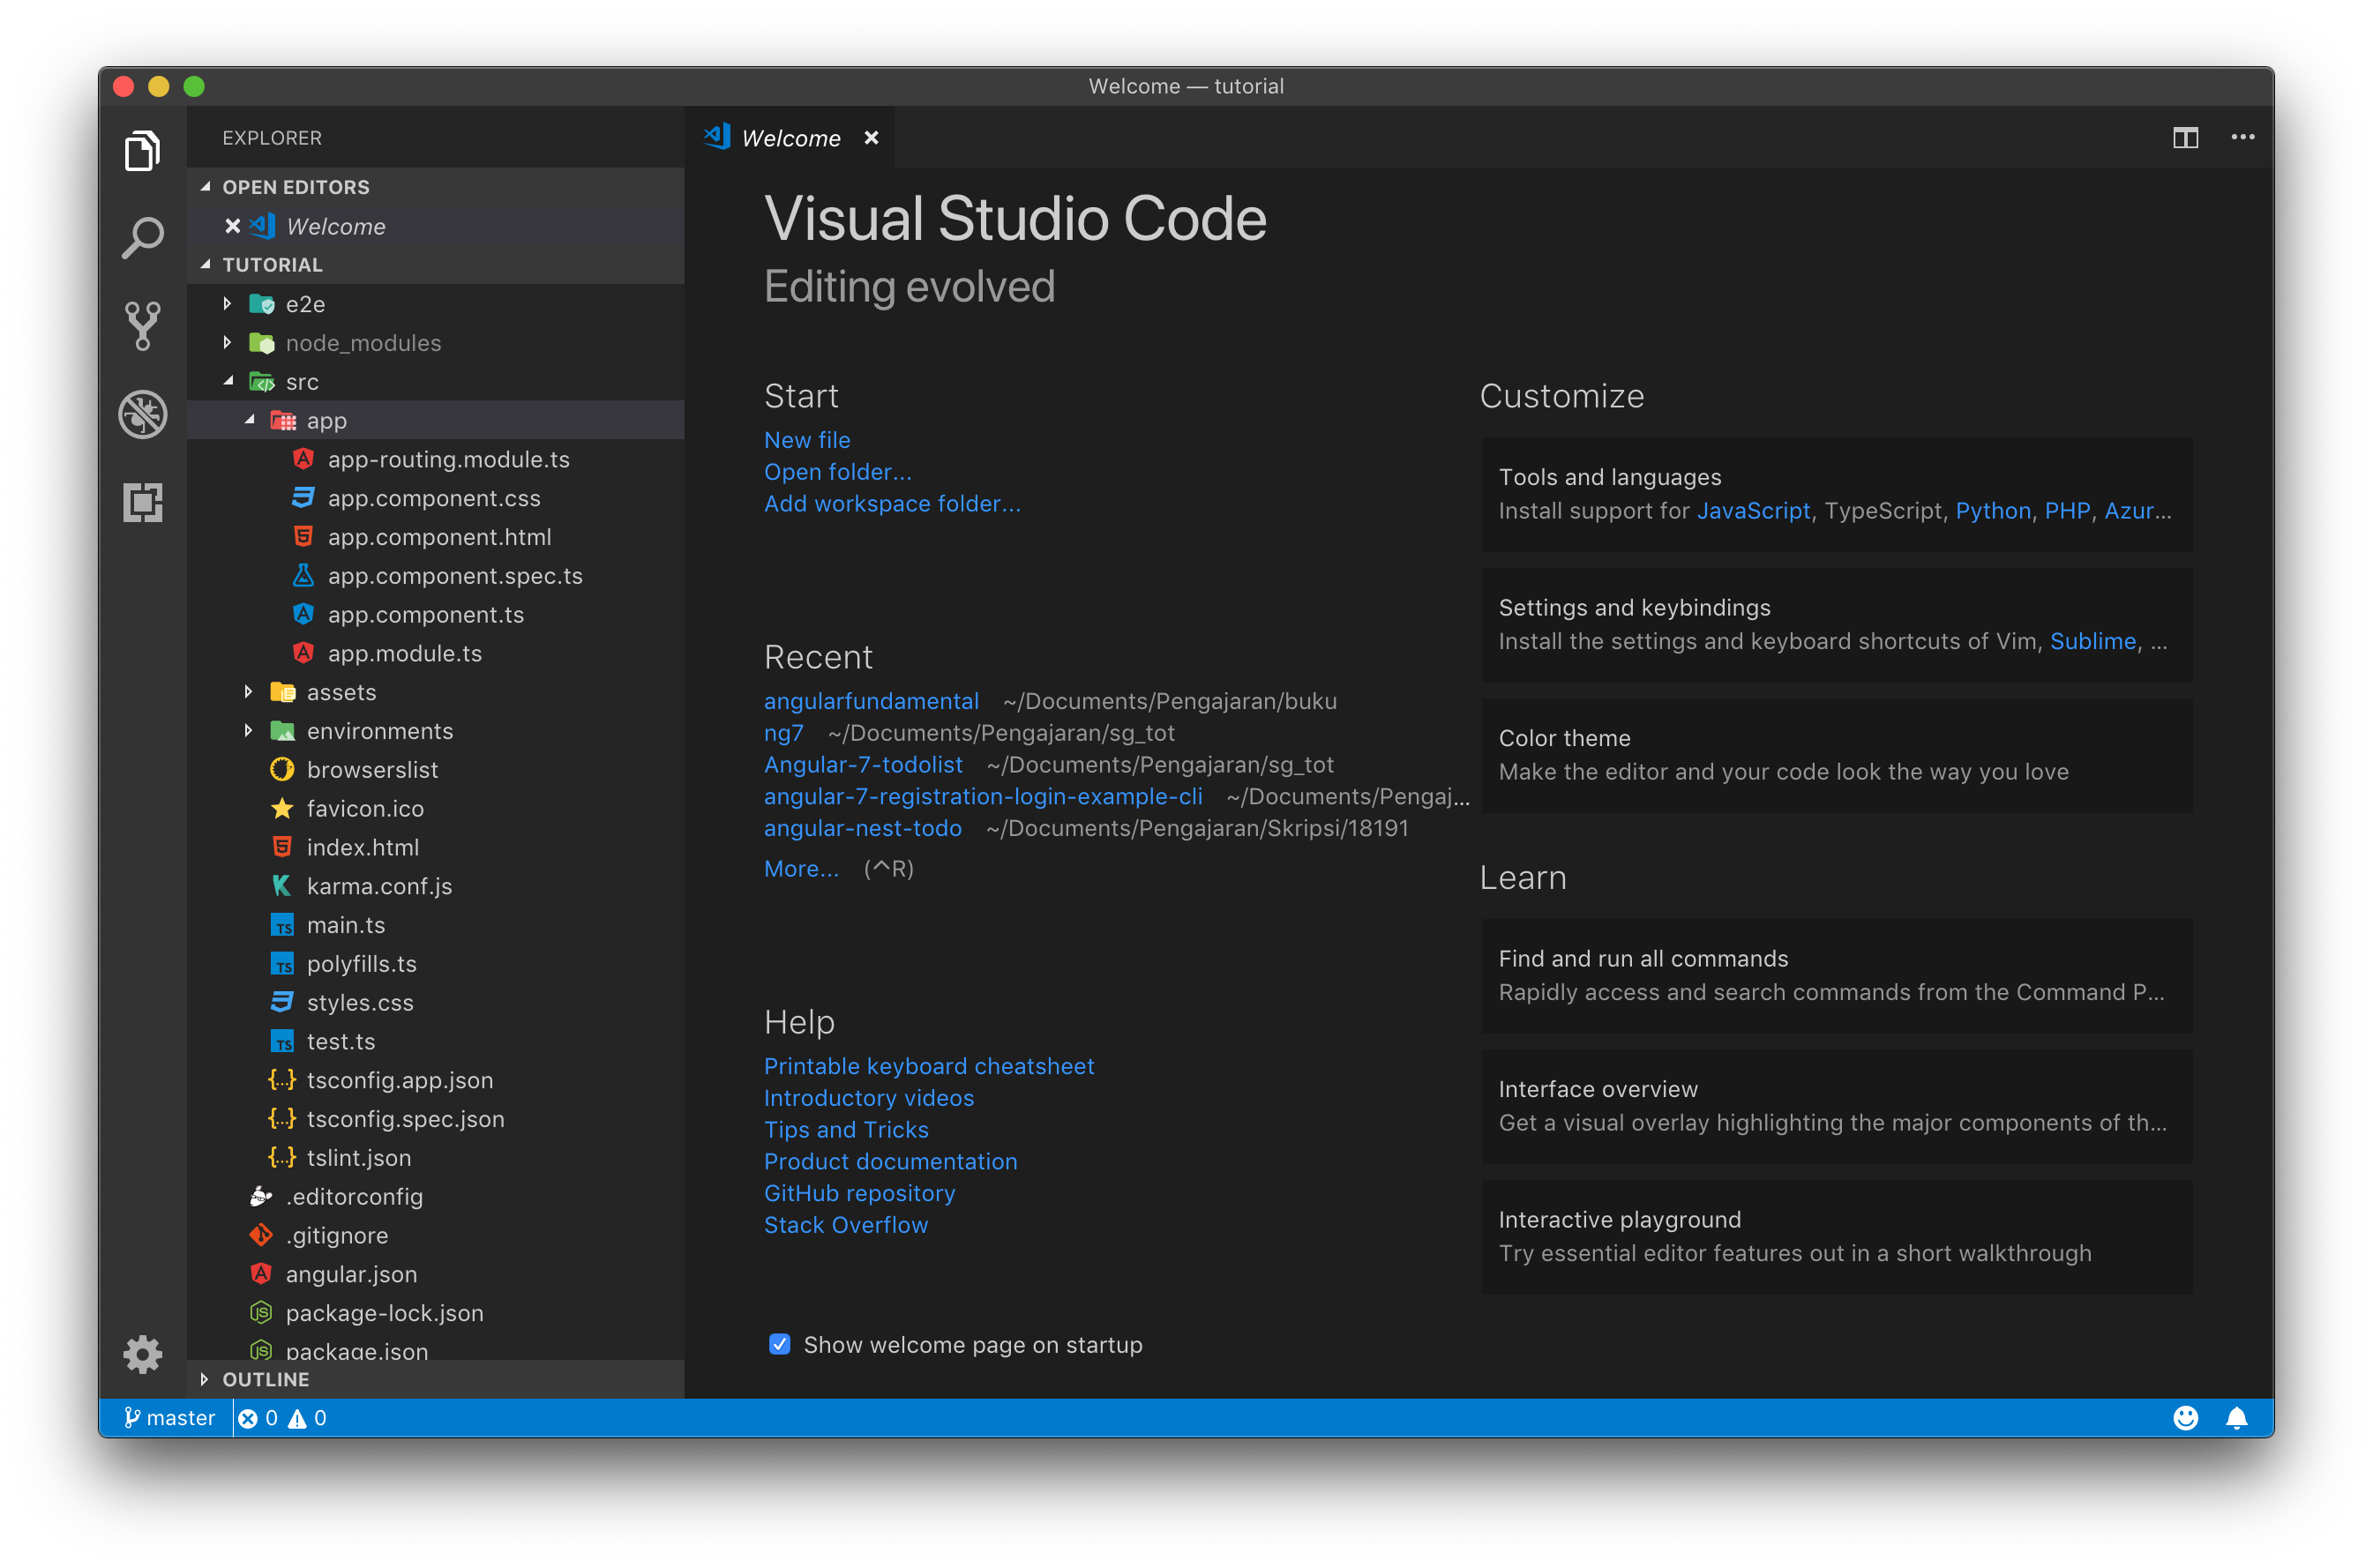 Welcome — tutorial
EXPLORER
OPEN EDITORS
Welcome
TUTORIAL
e2e
node_modules
src
app
app-routing.module.ts
app.component.css
app.component.html
app.component.spec.ts
app.component.ts
app.module.ts
assets
environments
browserslist
favicon.ico
index.html
karma.conf.js
main.ts
polyfills.ts
styles.css
test.ts
tsconfig.app.json
tsconfig.spec.json
tslint.json
.editorconfig
.gitignore
angular.json
package-lock.json
package.json
OUTLINE
Welcome
Visual Studio Code
Editing evolved
Start
New file
Open folder...
Add workspace folder...
Recent
angularfundamental ~/Documents/Pengajaran/buku
ng7 ~/Documents/Pengajaran/sg_tot
Angular-7-todolist ~/Documents/Pengajaran/sg_tot
angular-7-registration-login-example-cli ~/Documents/Pengaj...
angular-nest-todo ~/Documents/Pengajaran/Skripsi/18191
More... (^R)
Help
Printable keyboard cheatsheet
Introductory videos
Tips and Tricks
Product documentation
GitHub repository
Stack Overflow
Show welcome page on startup
Customize
Tools and languages
Install support for JavaScript, TypeScript, Python, PHP, Azur...
Settings and keybindings
Install the settings and keyboard shortcuts of Vim, Sublime, ...
Color theme
Make the editor and your code look the way you love
Learn
Find and run all commands
Rapidly access and search commands from the Command P...
Interface overview
Get a visual overlay highlighting the major components of th...
Interactive playground
Try essential editor features out in a short walkthrough
master 0 0